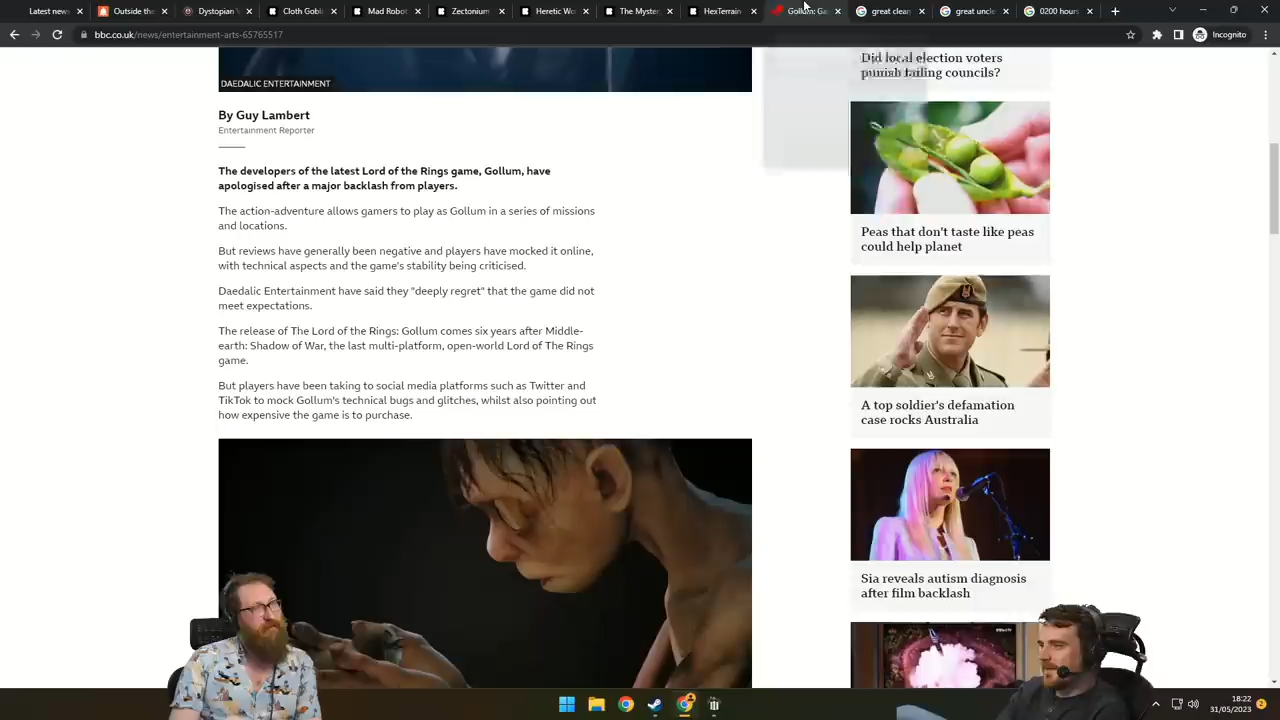 Latest news
Outside the
Cloth Gobl
Mad Robot
Desert Esc
Heretic Wo
The Myster
HexTerrain
Gollum: Ga
Great uncle
Great uncle
0200 hours
bbc.co.uk/news/entertainment-arts-65765517
Incognito
DAEDALIC ENTERTAINMENT
By Guy Lambert
Entertainment Reporter
The developers of the latest Lord of the Rings game, Gollum, have
apologised after a major backlash from players.
The action-adventure allows gamers to play as Gollum in a series of missions
and locations.
But reviews have generally been negative and players have mocked it online,
with technical aspects and the game's stability being criticised.
Daedalic Entertainment have said they "deeply regret" that the game did not
meet expectations.
The release of The Lord of the Rings: Gollum comes six years after Middle-
earth: Shadow of War, the last multi-platform, open-world Lord of The Rings
game.
But players have been taking to social media platforms such as Twitter and
TikTok to mock Gollum's technical bugs and glitches, whilst also pointing out
how expensive the game is to purchase.
Did local election voters
punish failing councils?
Peas that don't taste like peas
could help planet
A top soldier's defamation
case rocks Australia
Sia reveals autism diagnosis
after film backlash
18:22
31/05/2023